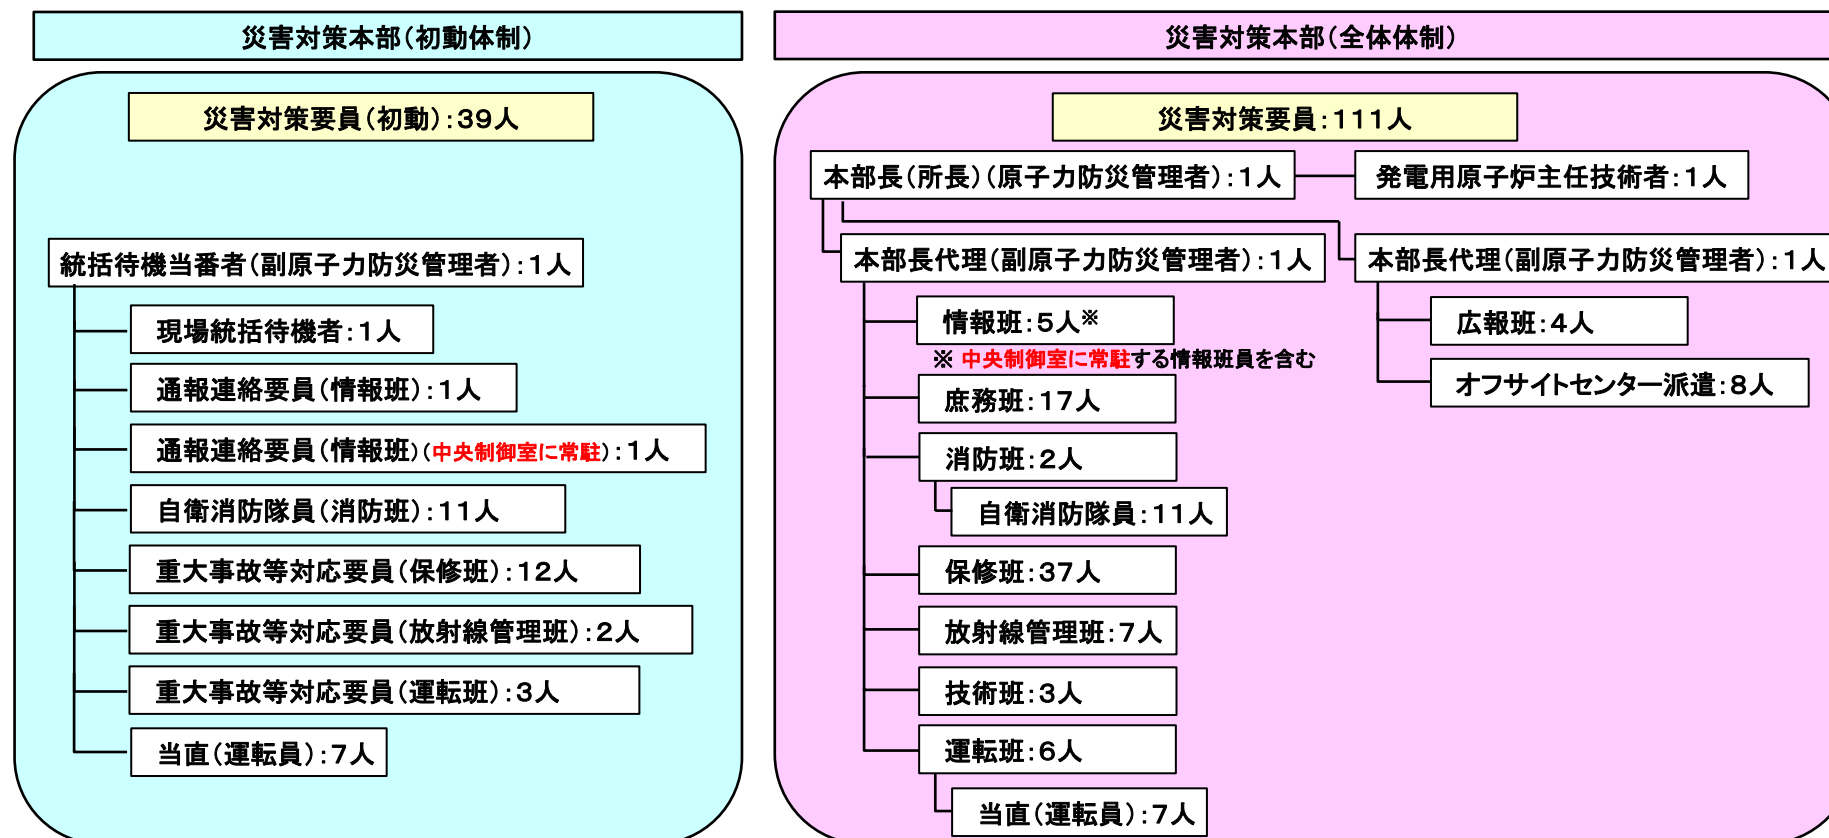 災害対策本部(初動体制)
災害対策要員(初動):39人
統括待機当番者(副原子力防災管理者):1人
現場統括待機者:1人
通報連絡要員(情報班):1人
通報連絡要員(情報班)(中央制御室に常駐):1人
自衛消防隊員(消防班):11人
重大事故等対応要員(保修班):12人
重大事故等対応要員(放射線管理班):2人
重大事故等対応要員(運転班):3人
当直(運転員):7人
災害対策本部(全体体制)
災害対策要員:111人
本部長(所長)(原子力防災管理者):1人
発電用原子炉主任技術者:1人
本部長代理(副原子力防災管理者):1人
情報班:5人※
※ 中央制御室に常駐する情報班員を含む
庶務班:17人
消防班:2人
自衛消防隊員:11人
保修班:37人
放射線管理班:7人
技術班:3人
運転班:6人
当直(運転員):7人
本部長代理(副原子力防災管理者):1人
広報班:4人
オフサイトセンター派遣:8人